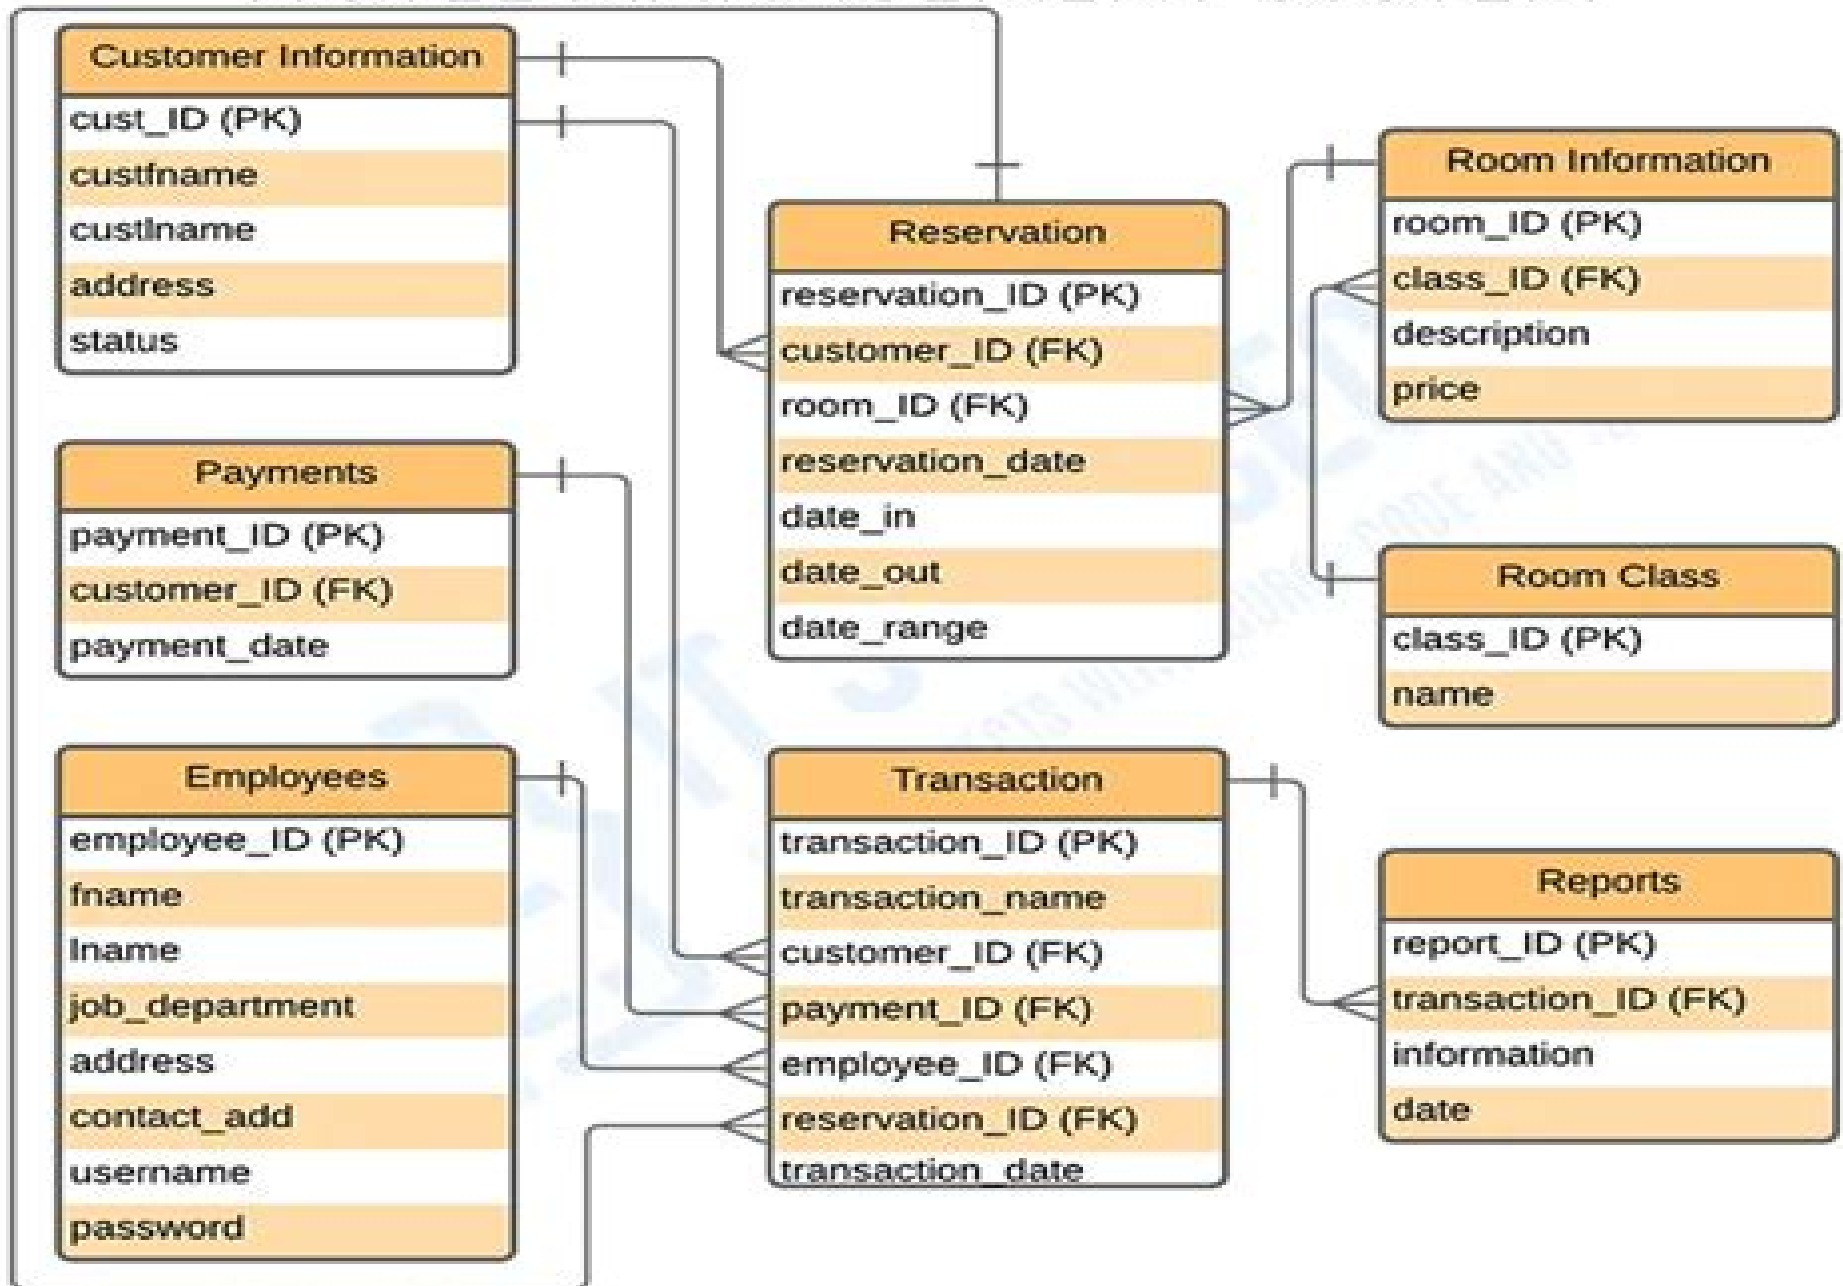 Customer Information
cust_ID (PK)
custfname
custlname
address
status
Payments
payment_ID (PK)
customer_ID (FK)
payment_date
Employees
employee_ID (PK)
fname
lname
job_department
address
contact_add
username
password
Reservation
reservation_ID (PK)
customer_ID (FK)
room_ID (FK)
reservation_date
date_in
date_out
date_range
Transaction
transaction_ID (PK)
transaction_name
customer_ID (FK)
payment_ID (FK)
employee_ID (FK)
reservation_ID (FK)
transaction_date
Room Information
room_ID (PK)
class_ID (FK)
description
price
Room Class
class_ID (PK)
name
Reports
report_ID (PK)
transaction_ID (FK)
information
date